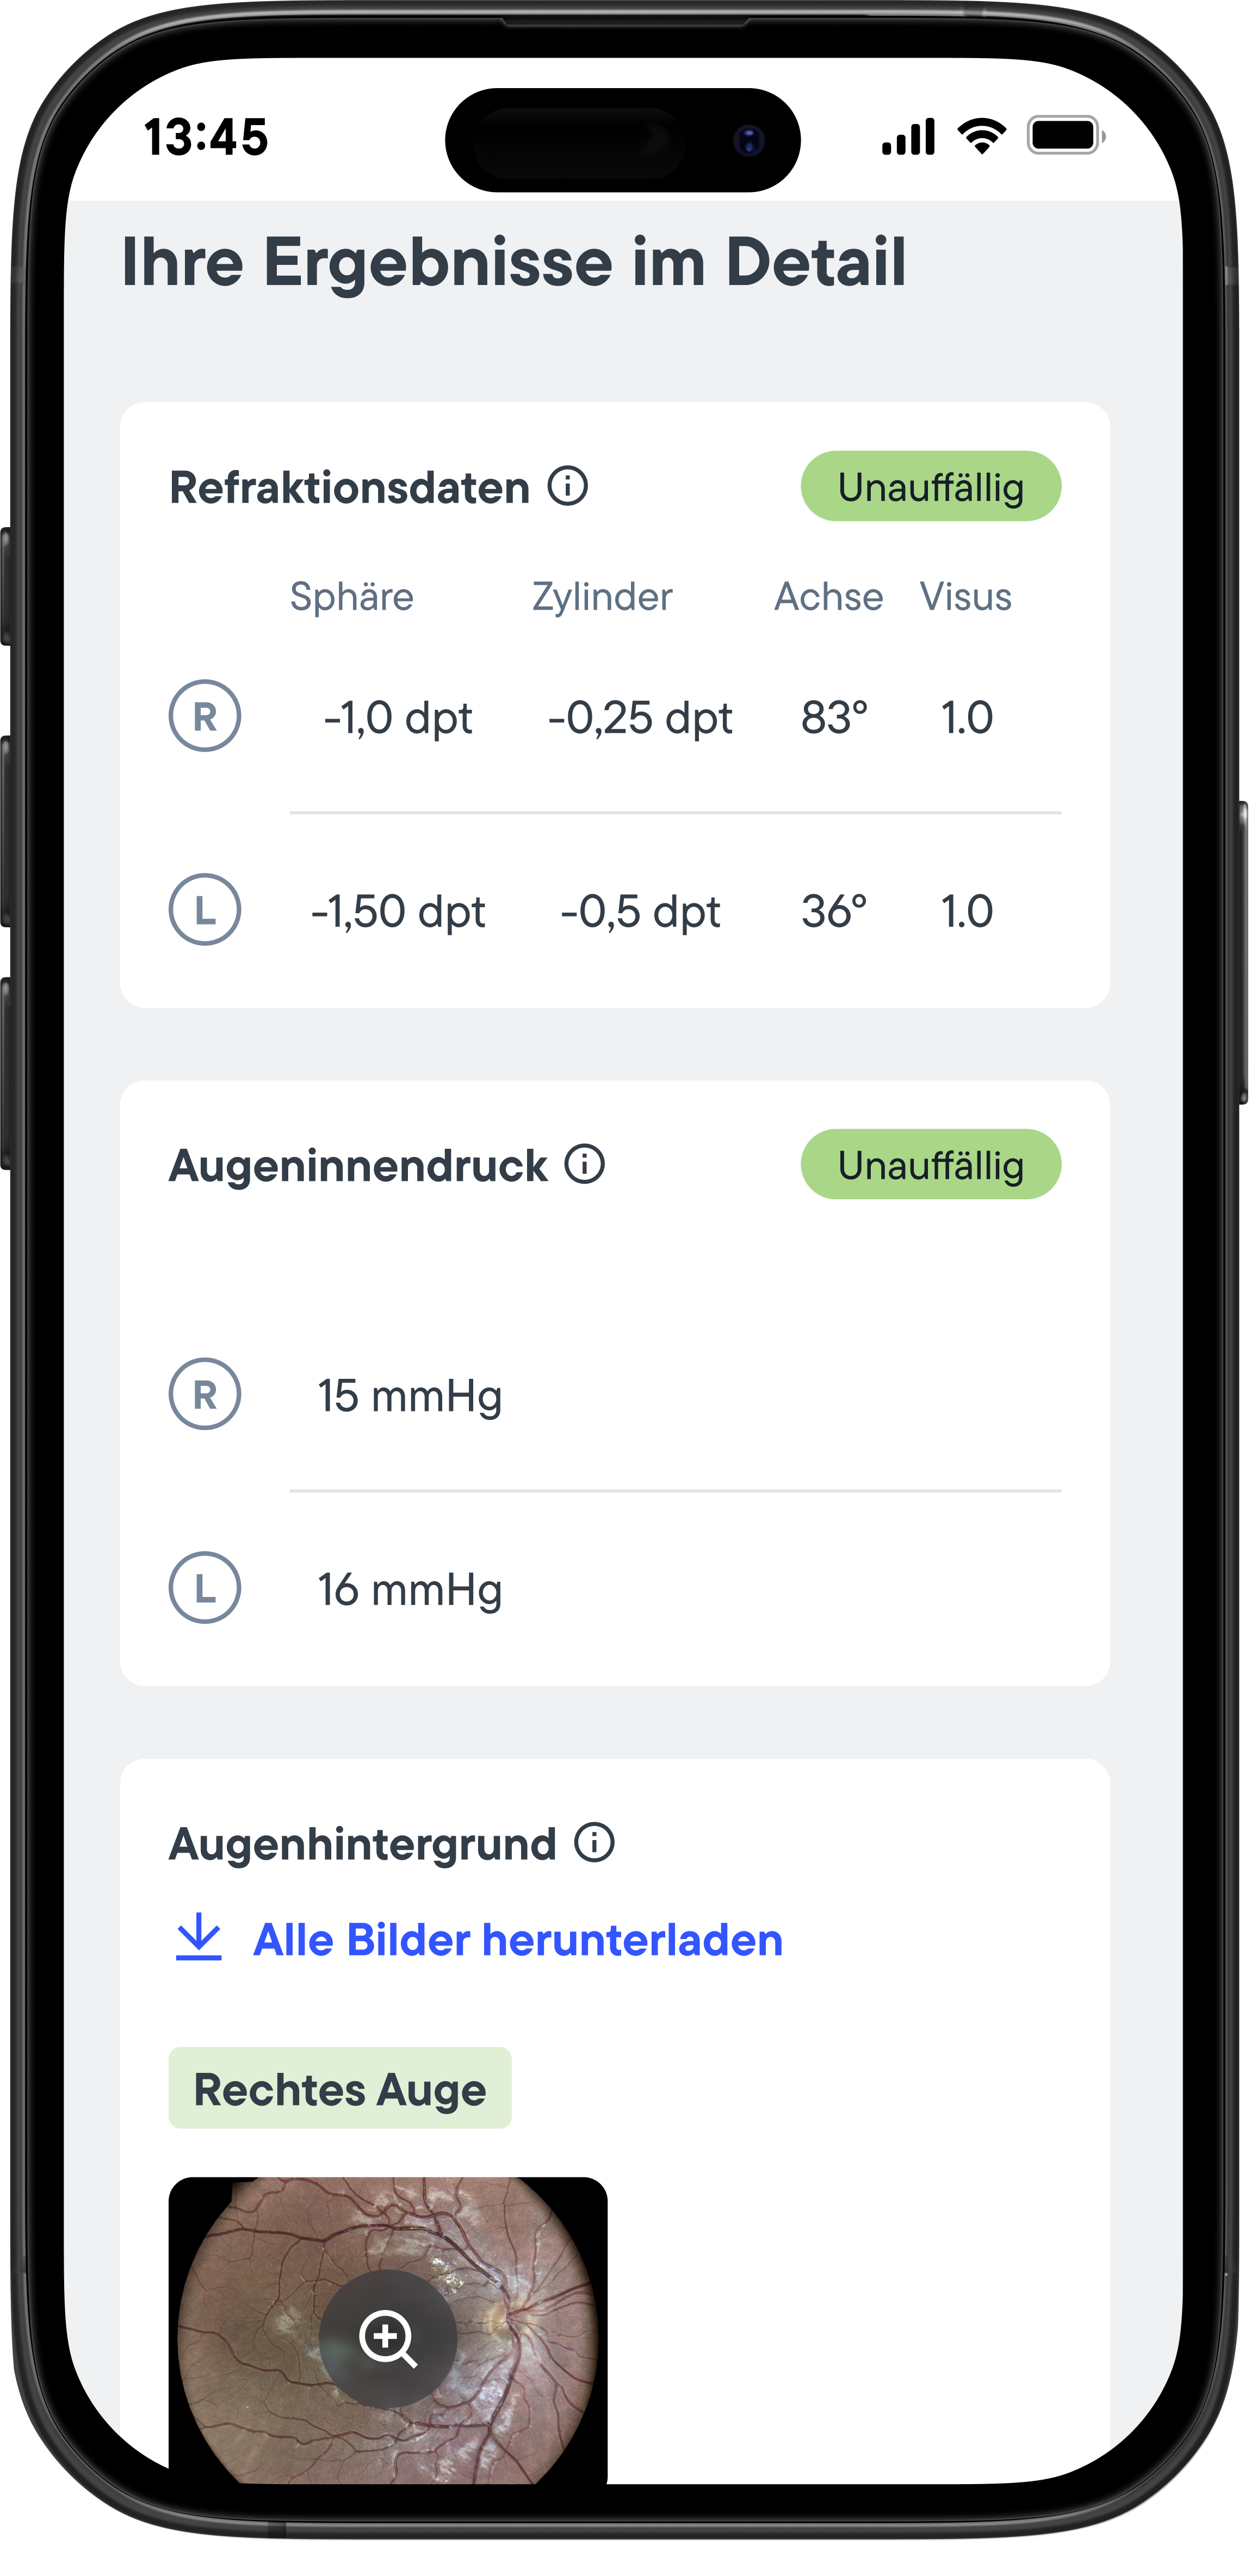 13:45
Ihre Ergebnisse im Detail
Refraktionsdaten
Unauffällig
Sphäre Zylinder Achse Visus
R -1,0 dpt -0,25 dpt 83° 1.0
L -1,50 dpt -0,5 dpt 36° 1.0
Augeninnendruck
Unauffällig
R 15 mmHg
L 16 mmHg
Augenhintergrund
Alle Bilder herunterladen
Rechtes Auge